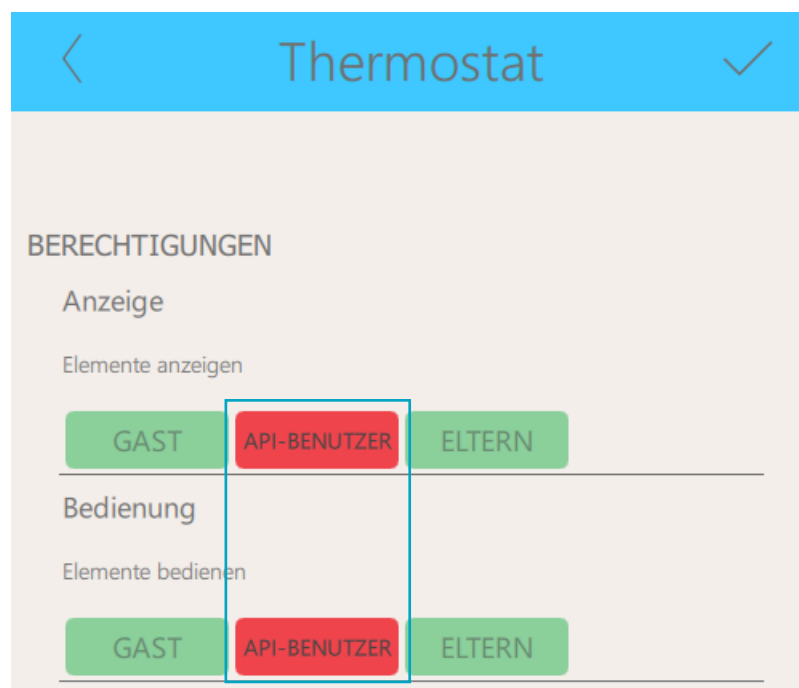 Thermostat
BERECHTIGUNGEN
Anzeige
Elemente anzeigen
GAST API-BENUTZER ELTERN
Bedienung
Elemente bedienen
GAST API-BENUTZER ELTERN